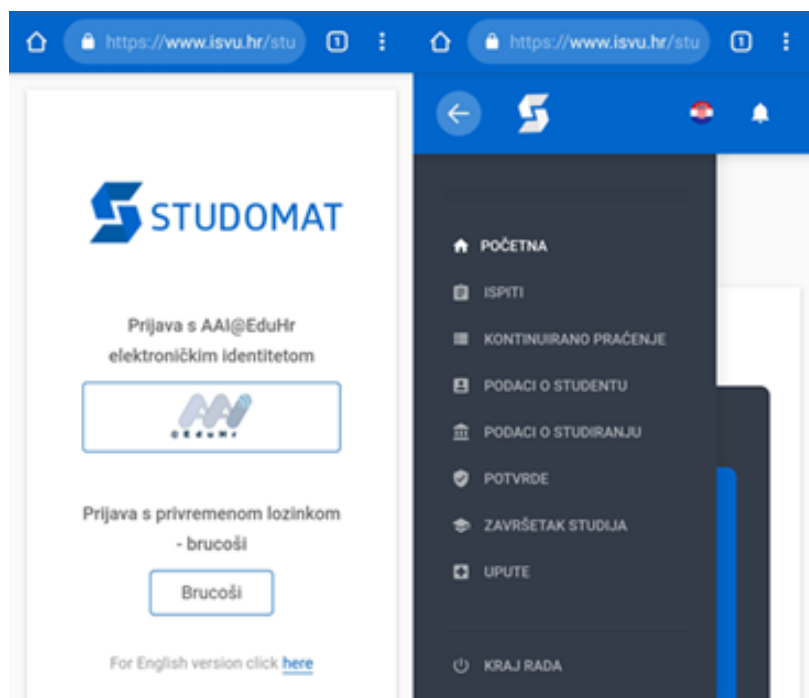 https://www.isvu.hr/stu
1
STUDOMAT
Prijava s AAI@EduHr
elektroničkim identitetom
AAI
@EduHr
Prijava s privremenom lozinkom
- brucoši
Brucoši
For English version click here
https://www.isvu.hr/stu
1
POČETNA
ISPITI
KONTINUIRANO PRAĆENJE
PODACI O STUDENTU
PODACI O STUDIRANJU
POTVRDE
ZAVRŠETAK STUDIJA
UPUTE
KRAJ RADA